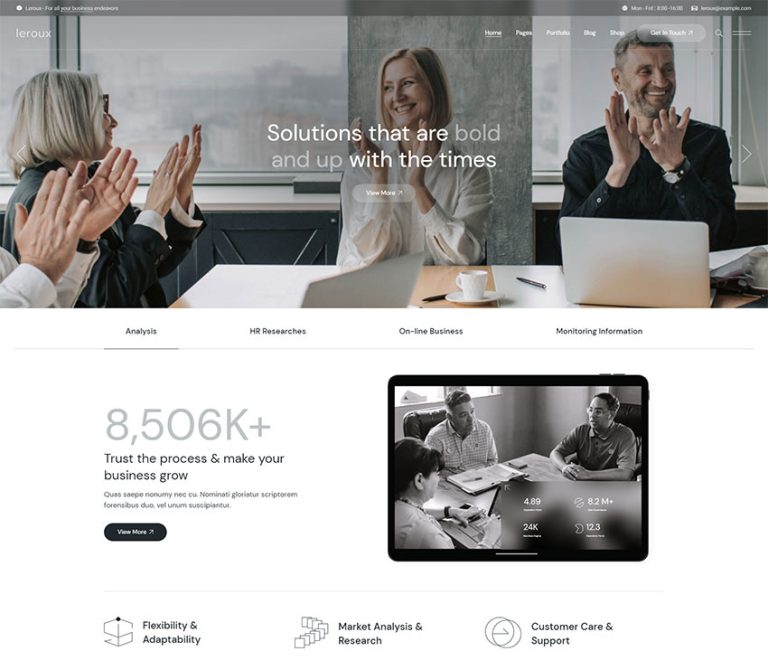 Leroux - For all your business endeavors
Mon - Frd : 8:00 -16:00
leroux@example.com
leroux
Home
Pages
Portfolio
Blog
Shop
Get In Touch
Solutions that are bold
and up with the times
View More
Analysis
HR Researches
On-line Business
Monitoring Information
8,506K+
Trust the process & make your
business grow
Quas saepe nonumy nec cu. Nominati gloriatur scriptorem
forensibus duo, vel unum suscipiantur.
View More
4.89
8.2 M+
24K
12.3
Flexibility &
Adaptability
Market Analysis &
Research
Customer Care &
Support